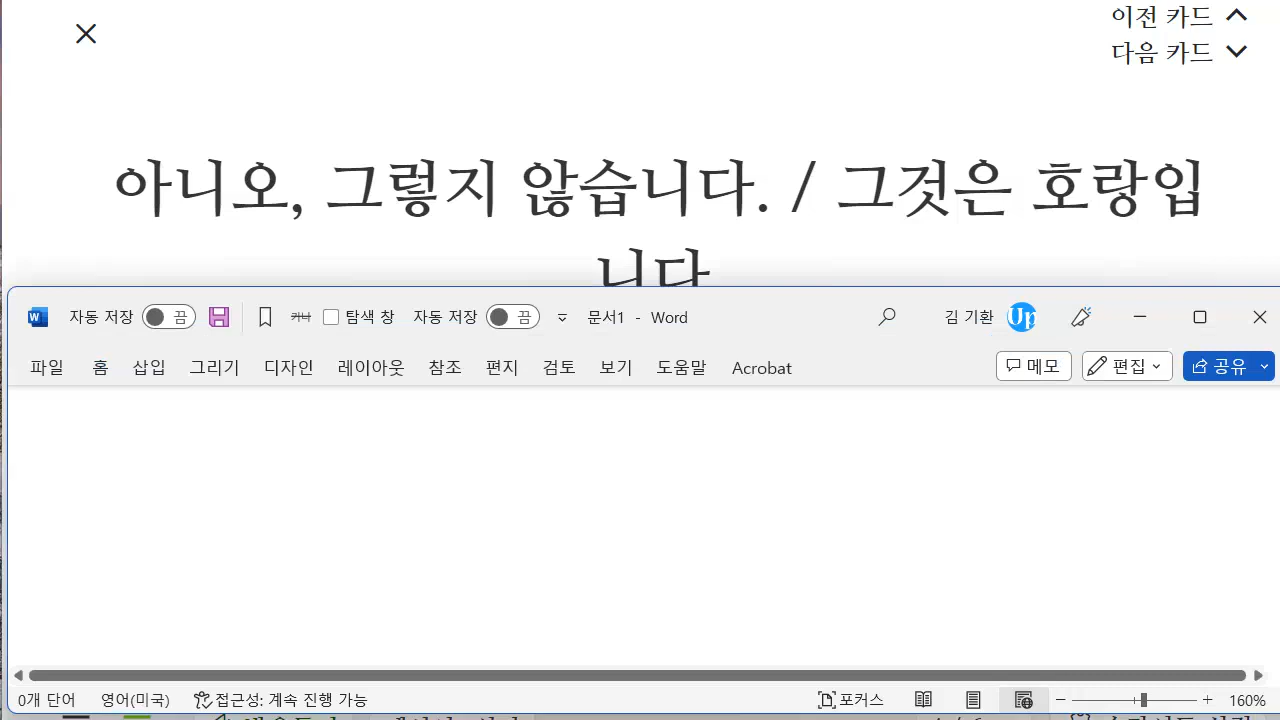 이전 카드
다음 카드
아니오, 그렇지 않습니다. / 그것은 호랑입
니다
자동 저장 끔 탐색 창 자동 저장 끔 문서1 - Word 김 기환 Up
파일 홈 삽입 그리기 디자인 레이아웃 참조 편지 검토 보기 도움말 Acrobat 메모 편집 공유
0개 단어 영어(미국) 접근성: 계속 진행 가능 포커스 160%